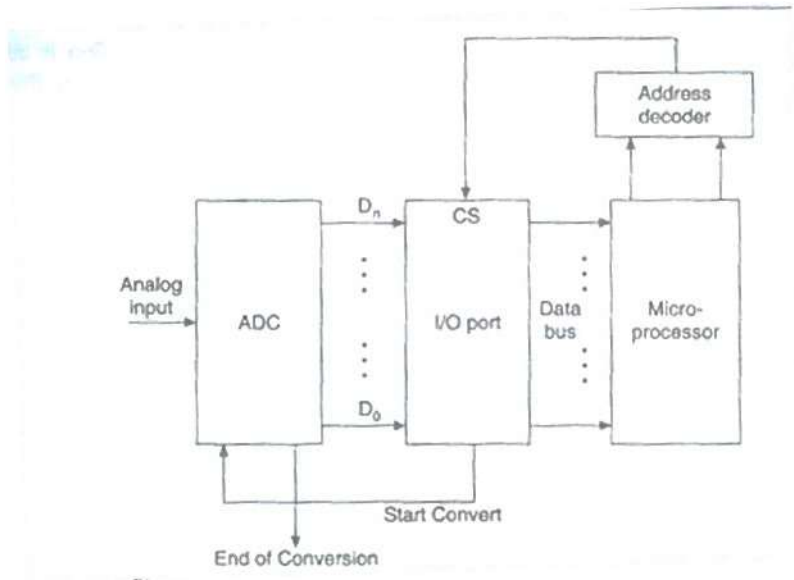 Address
decoder
Dn
CS
Analog
input
ADC
I/O port
Data
bus
Micro-
processor
D0
Start Convert
End of Conversion